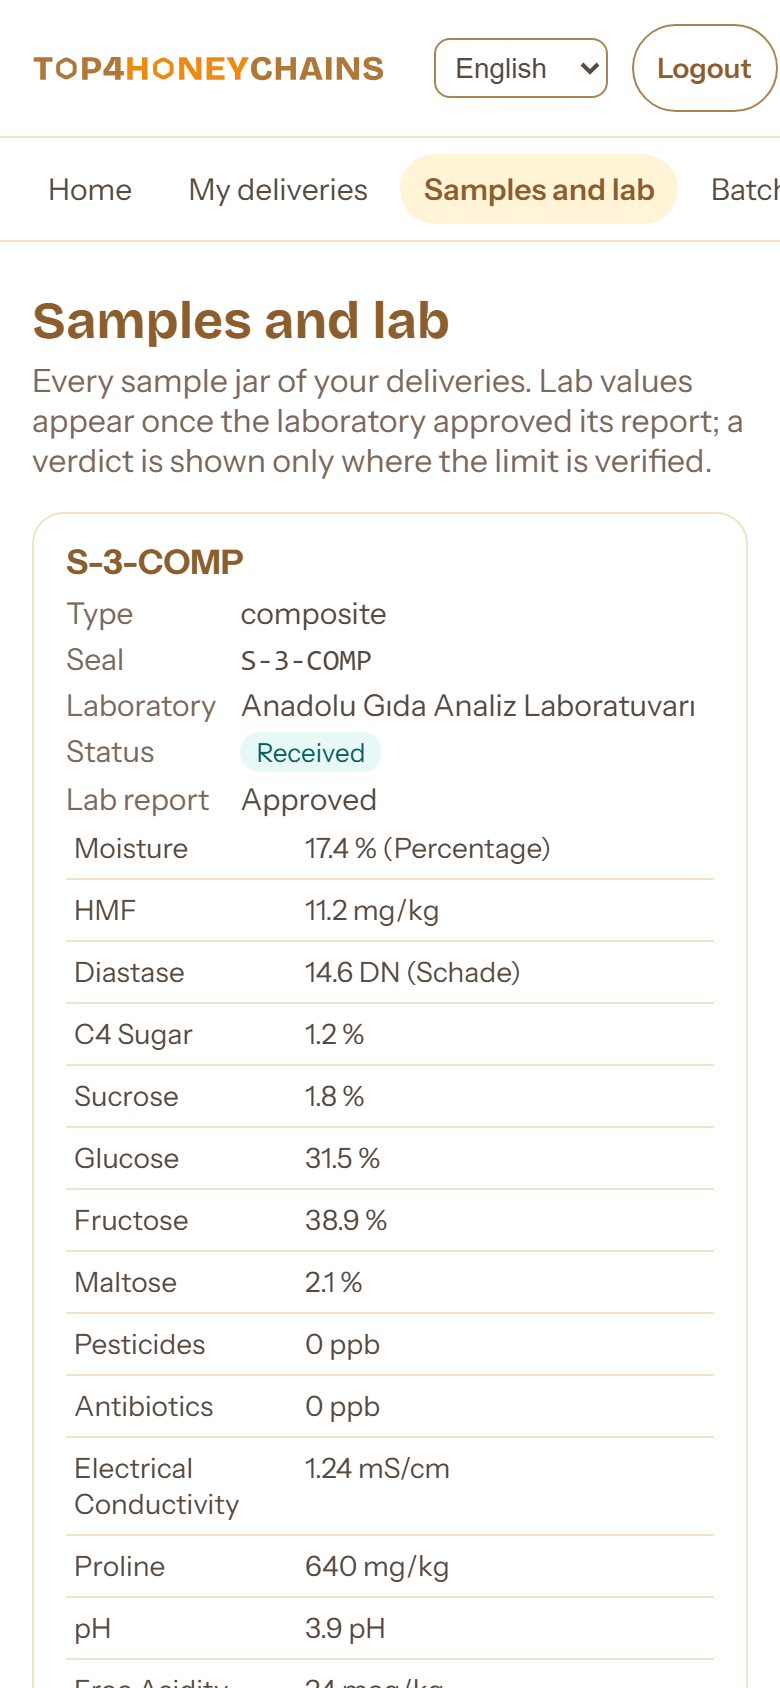 TOP4HONEYCHAINS
English
Logout
Home
My deliveries
Samples and lab
Samples and lab
Every sample jar of your deliveries. Lab values
appear once the laboratory approved its report; a
verdict is shown only where the limit is verified.
S-3-COMP
Type composite
Seal S-3-COMP
Laboratory Anadolu Gıda Analiz Laboratuvarı
Status Received
Lab report Approved
Moisture 17.4 % (Percentage)
HMF 11.2 mg/kg
Diastase 14.6 DN (Schade)
C4 Sugar 1.2 %
Sucrose 1.8 %
Glucose 31.5 %
Fructose 38.9 %
Maltose 2.1 %
Pesticides 0 ppb
Antibiotics 0 ppb
Electrical 1.24 mS/cm
Conductivity
Proline 640 mg/kg
pH 3.9 pH